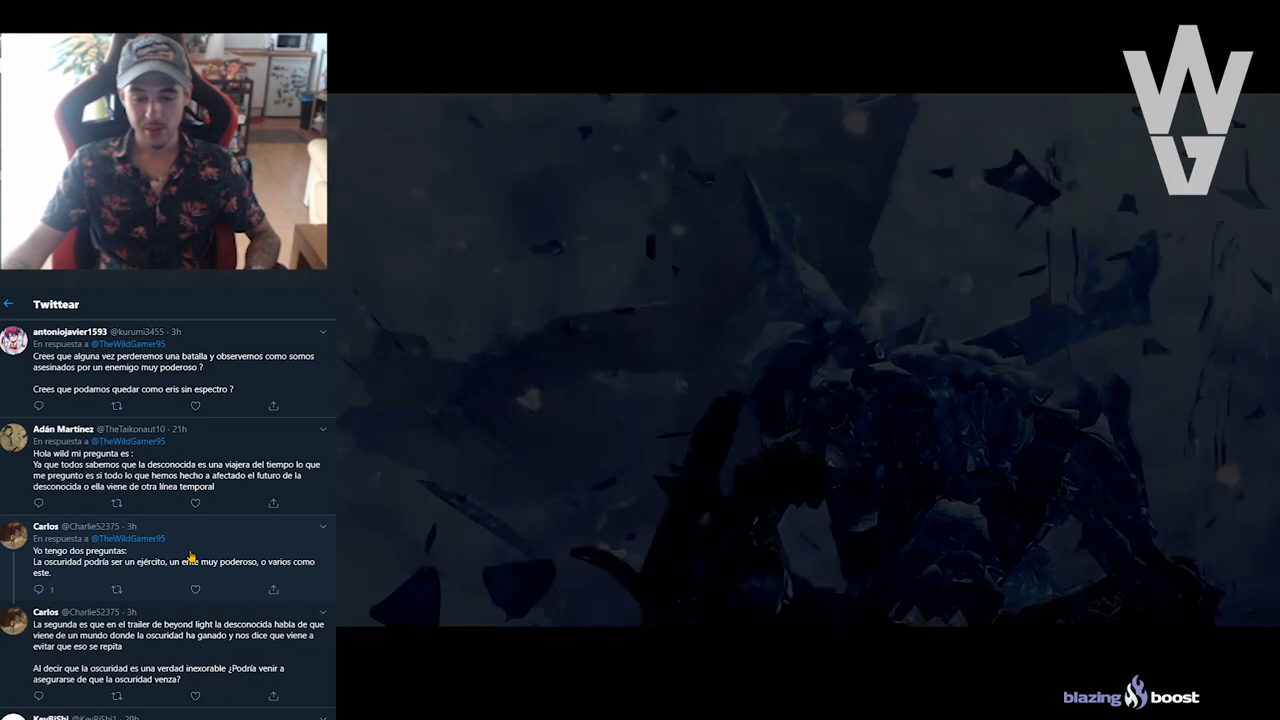 WG
Twittear
antoniojavier1593 @kurumi3455 · 3h
En respuesta a @TheWildGamer95
Crees que alguna vez perderemos una batalla y observemos como somos
asesinados por un enemigo muy poderoso ?
Crees que podamos quedar como eris sin espectro ?
Adán Martínez @TheTaikonaut10 · 21h
En respuesta a @TheWildGamer95
Hola wild mi pregunta es :
Ya que todos sabemos que la desconocida es una viajera del tiempo lo que
me pregunto es si todo lo que hemos hecho a afectado el futuro de la
desconocida o ella viene de otra línea temporal
Carlos @Charlie52375 · 3h
En respuesta a @TheWildGamer95
Yo tengo dos preguntas:
La oscuridad podría ser un ejército, un ente muy poderoso, o varios como
este.
1
Carlos @Charlie52375 · 3h
La segunda es que en el trailer de beyond light la desconocida habla de que
viene de un mundo donde la oscuridad ha ganado y nos dice que viene a
evitar que eso se repita
Al decir que la oscuridad es una verdad inexorable ¿Podría venir a
asegurarse de que la oscuridad venza?
blazing boost